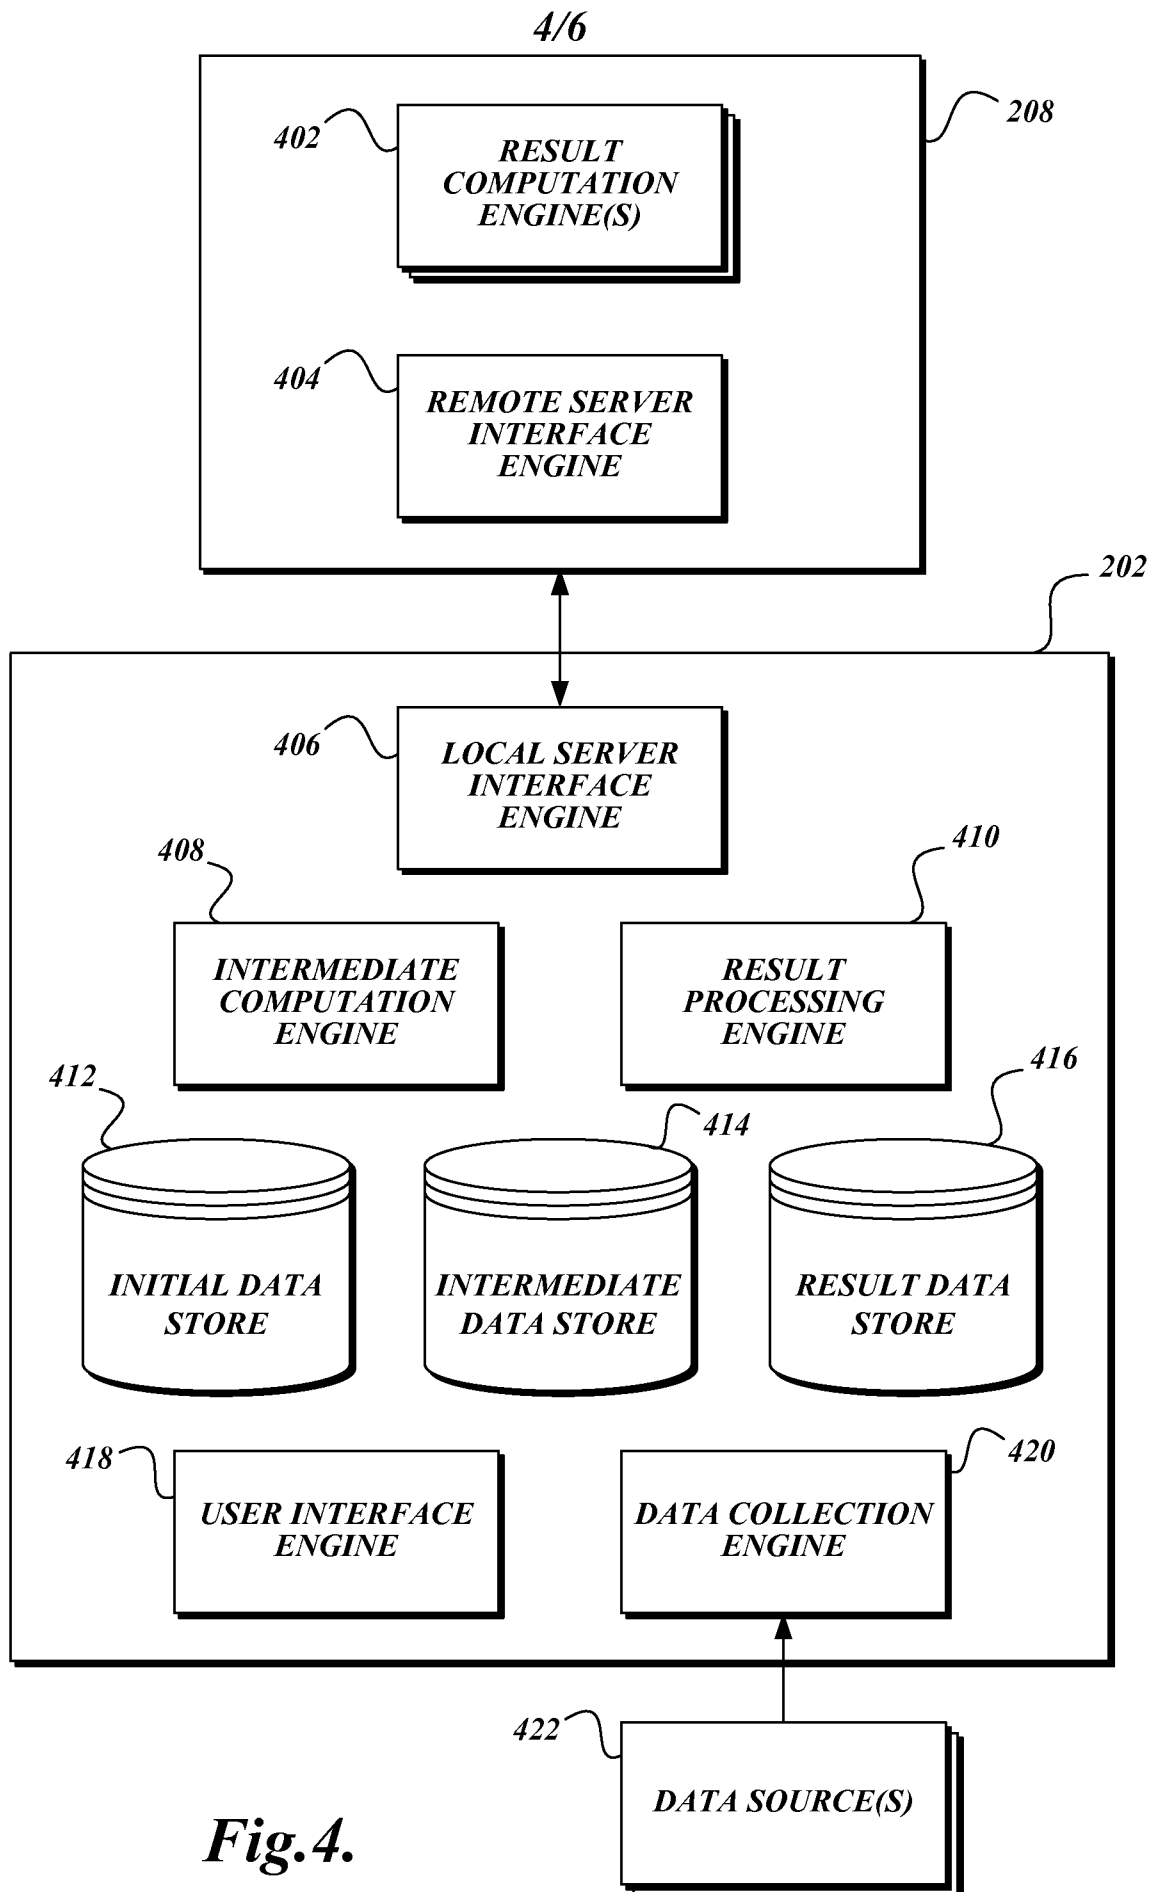 4/6
208
402
RESULT
COMPUTATION
ENGINE(S)
404
REMOTE SERVER
INTERFACE
ENGINE
202
406
LOCAL SERVER
INTERFACE
ENGINE
408
410
INTERMEDIATE
COMPUTATION
ENGINE
RESULT
PROCESSING
ENGINE
412
414
416
INITIAL DATA
STORE
INTERMEDIATE
DATA STORE
RESULT DATA
STORE
418
420
USER INTERFACE
ENGINE
DATA COLLECTION
ENGINE
422
DATA SOURCE(S)
Fig.4.